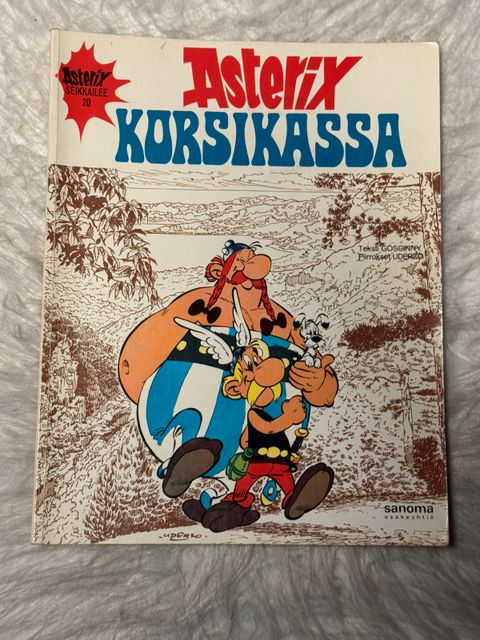 Asterix
SEIKKAILEE
20
Asterix
KORSIKASSA
Teksti GOSCINNY
Piirrokset UDERZO
UDERZO
sanoma
osakeyhtiö